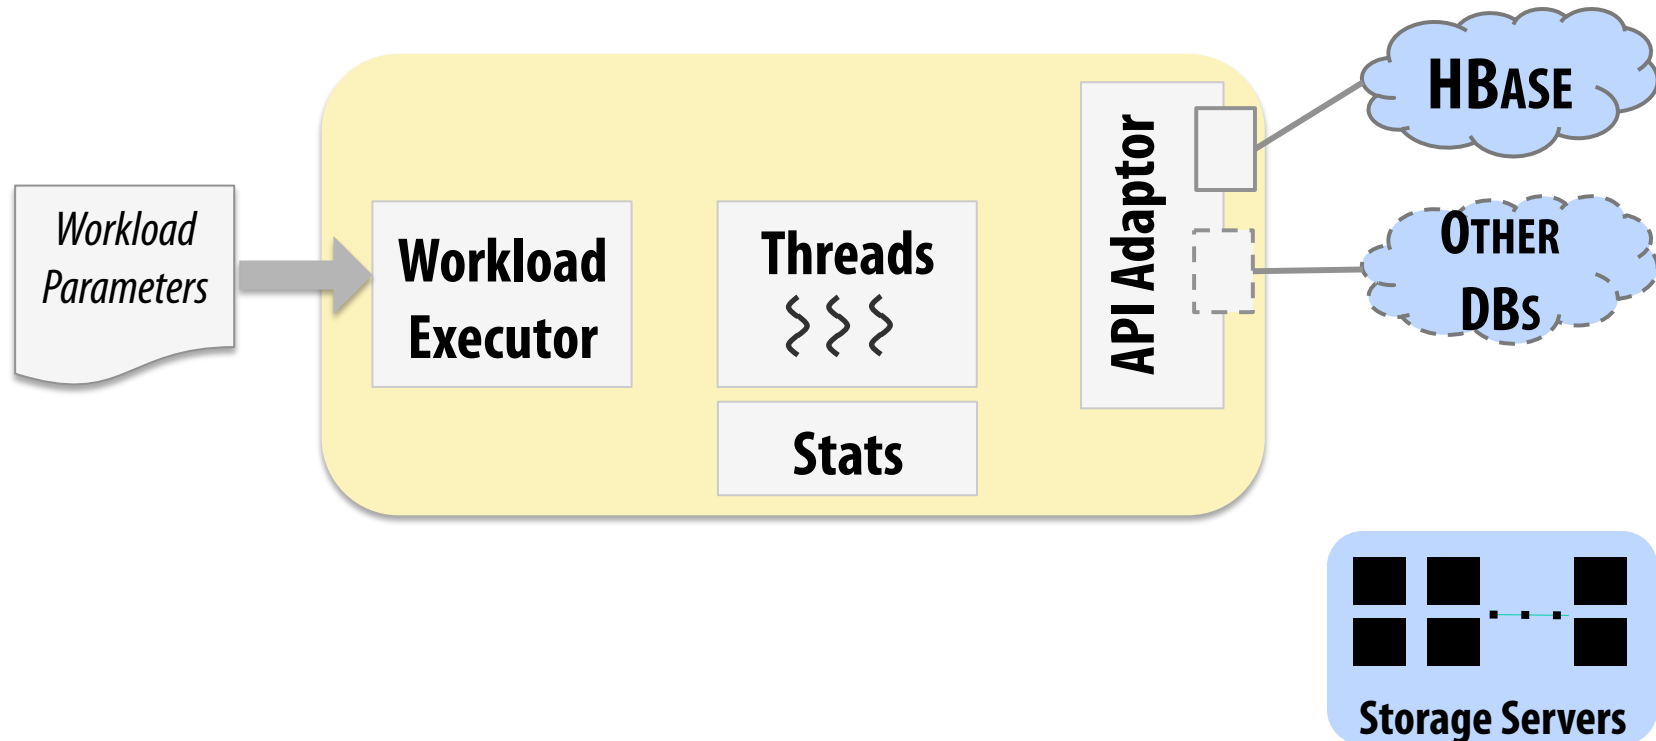 Workload
Parameters
Workload
Executor
Threads
Stats
API Adaptor
HBASE
OTHER
DBS
Storage Servers